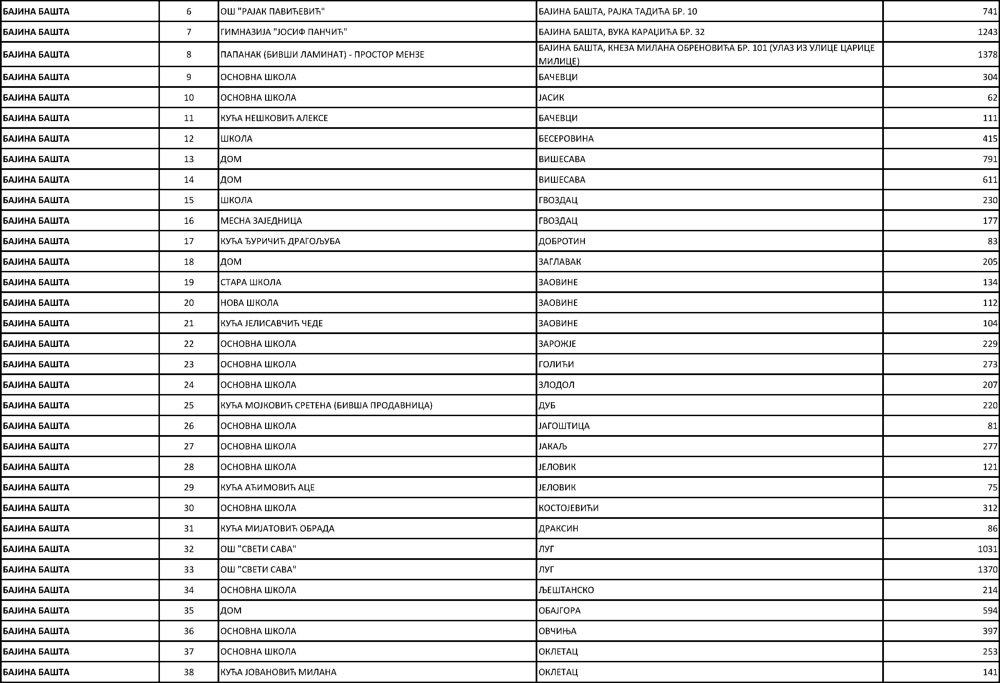 БАЈИНА БАШТА 6 ОШ "РАЈАК ПАВИЋЕВИЋ" БАЈИНА БАШТА, РАЈКА ТАДИЋА БР. 10 741
БАЈИНА БАШТА 7 ГИМНАЗИЈА "ЈОСИФ ПАНЧИЋ" БАЈИНА БАШТА, ВУКА КАРАЏИЋА БР. 32 1243
БАЈИНА БАШТА 8 ПАПАНАК (БИВШИ ЛАМИНАТ) - ПРОСТОР МЕНЗЕ БАЈИНА БАШТА, КНЕЗА МИЛАНА ОБРЕНОВИЋА БР. 101 (УЛАЗ ИЗ УЛИЦЕ ЦАРИЦЕ 1378
МИЛИЦЕ)
БАЈИНА БАШТА 9 ОСНОВНА ШКОЛА БАЧЕВЦИ 304
БАЈИНА БАШТА 10 ОСНОВНА ШКОЛА ЈАСИК 62
БАЈИНА БАШТА 11 КУЋА НЕШКОВИЋ АЛЕКСЕ БАЧЕВЦИ 111
БАЈИНА БАШТА 12 ШКОЛА БЕСЕРОВИНА 415
БАЈИНА БАШТА 13 ДОМ ВИШЕСАВА 791
БАЈИНА БАШТА 14 ДОМ ВИШЕСАВА 611
БАЈИНА БАШТА 15 ШКОЛА ГВОЗДАЦ 230
БАЈИНА БАШТА 16 МЕСНА ЗАЈЕДНИЦА ГВОЗДАЦ 177
БАЈИНА БАШТА 17 КУЋА ЂУРИЧИЋ ДРАГОЉУБА ДОБРОТИН 83
БАЈИНА БАШТА 18 ДОМ ЗАГЛАВАК 205
БАЈИНА БАШТА 19 СТАРА ШКОЛА ЗАОВИНЕ 134
БАЈИНА БАШТА 20 НОВА ШКОЛА ЗАОВИНЕ 112
БАЈИНА БАШТА 21 КУЋА ЈЕЛИСАВЧИЋ ЧЕДЕ ЗАОВИНЕ 104
БАЈИНА БАШТА 22 ОСНОВНА ШКОЛА ЗАРОЖЈЕ 229
БАЈИНА БАШТА 23 ОСНОВНА ШКОЛА ГОЛИЋИ 273
БАЈИНА БАШТА 24 ОСНОВНА ШКОЛА ЗЛОДОЛ 207
БАЈИНА БАШТА 25 КУЋА МОЈКОВИЋ СРЕТЕНА (БИВША ПРОДАВНИЦА) ДУБ 220
БАЈИНА БАШТА 26 ОСНОВНА ШКОЛА ЈАГОШТИЦА 81
БАЈИНА БАШТА 27 ОСНОВНА ШКОЛА ЈАКАЉ 277
БАЈИНА БАШТА 28 ОСНОВНА ШКОЛА ЈЕЛОВИК 121
БАЈИНА БАШТА 29 КУЋА АЋИМОВИЋ АЦЕ ЈЕЛОВИК 75
БАЈИНА БАШТА 30 ОСНОВНА ШКОЛА КОСТОЈЕВИЋИ 312
БАЈИНА БАШТА 31 КУЋА МИЈАТОВИЋ ОБРАДА ДРАКСИН 86
БАЈИНА БАШТА 32 ОШ "СВЕТИ САВА" ЛУГ 1031
БАЈИНА БАШТА 33 ОШ "СВЕТИ САВА" ЛУГ 1370
БАЈИНА БАШТА 34 ОСНОВНА ШКОЛА ЉЕШТАНСКО 214
БАЈИНА БАШТА 35 ДОМ ОБАЈГОРА 594
БАЈИНА БАШТА 36 ОСНОВНА ШКОЛА ОВЧИЊА 397
БАЈИНА БАШТА 37 ОСНОВНА ШКОЛА ОКЛЕТАЦ 253
БАЈИНА БАШТА 38 КУЋА ЈОВАНОВИЋ МИЛАНА ОКЛЕТАЦ 141